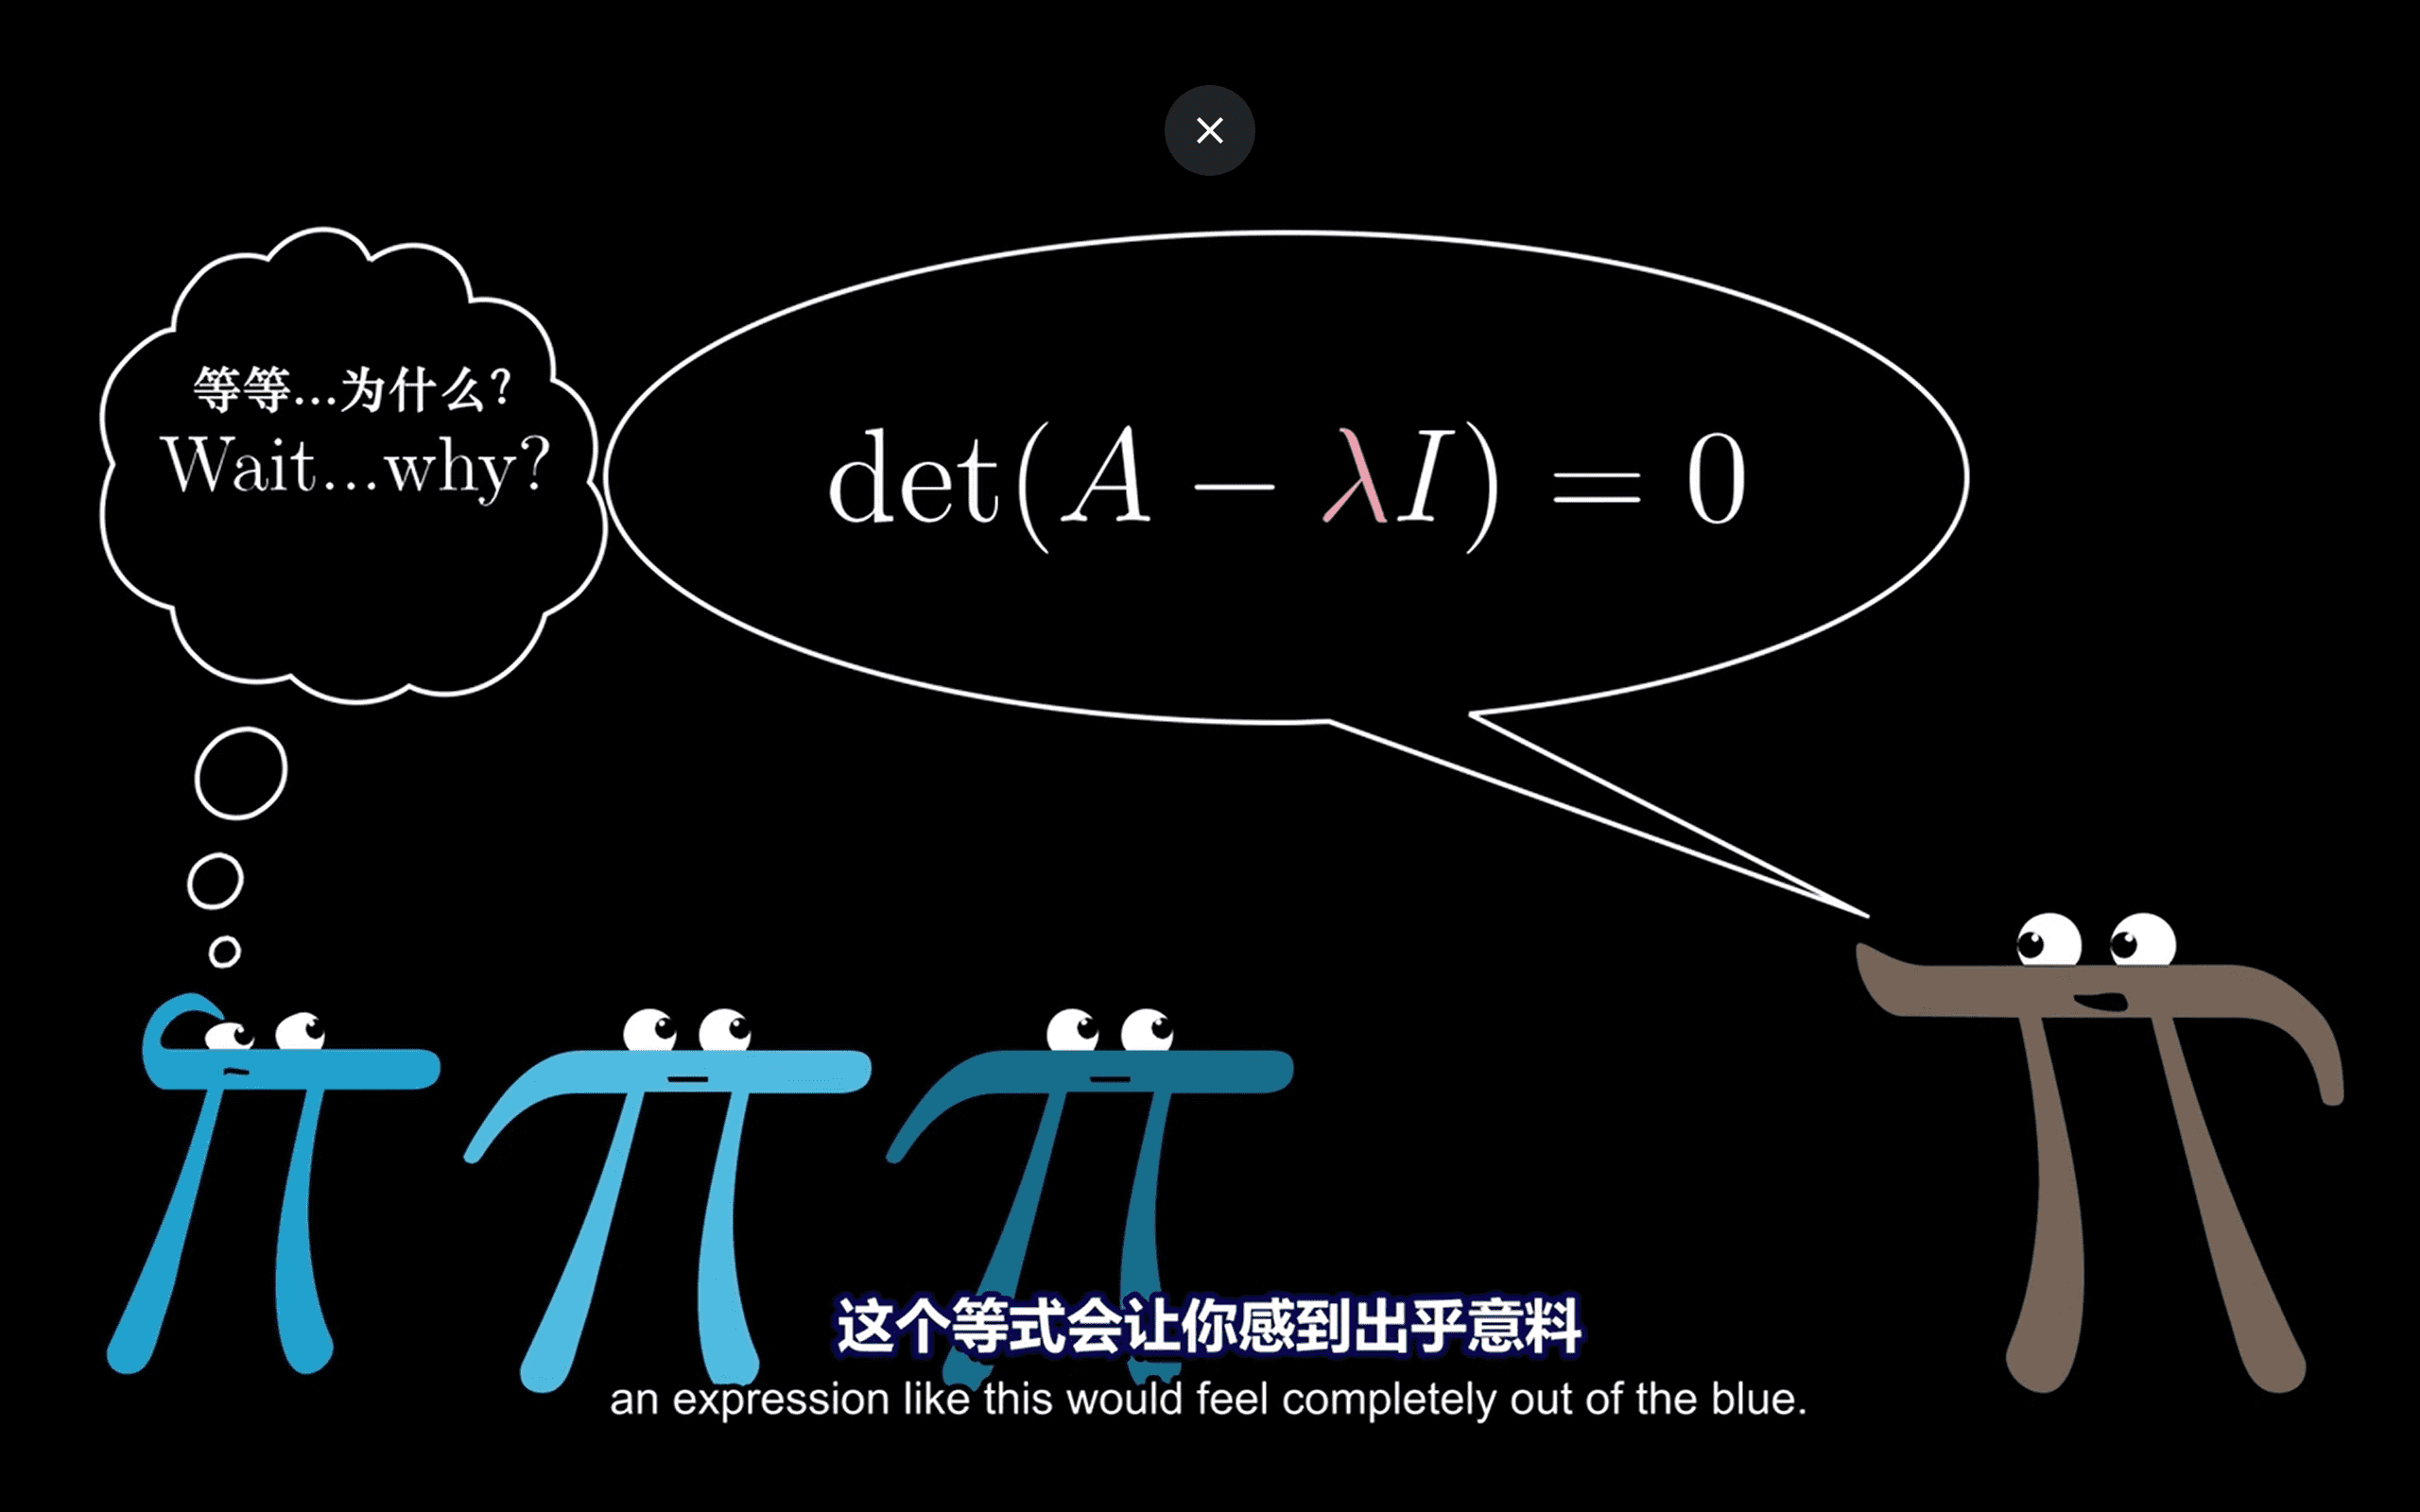 等等...为什么?
Wait...why?
det(A − λI) = 0
这个等式会让你感到出乎意料
an expression like this would feel completely out of the blue.